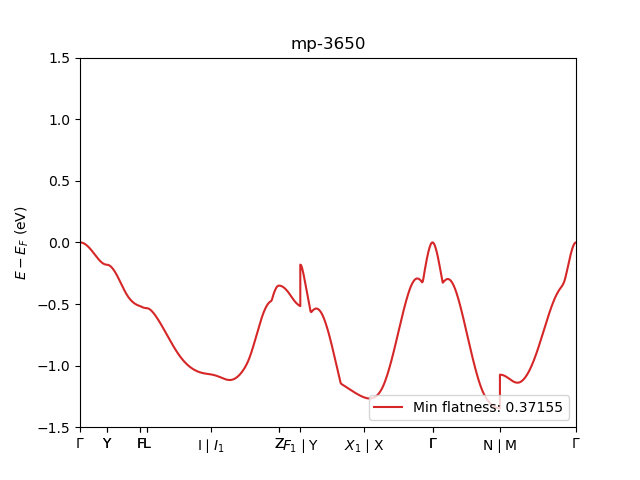 mp-3650
1.5
1.0
0.5
0.0
−0.5
−1.0
−1.5
E − E_F (eV)
Min flatness: 0.37155
Γ Y F L I | I₁ Z F₁ | Y X₁ | X Γ N | M Γ